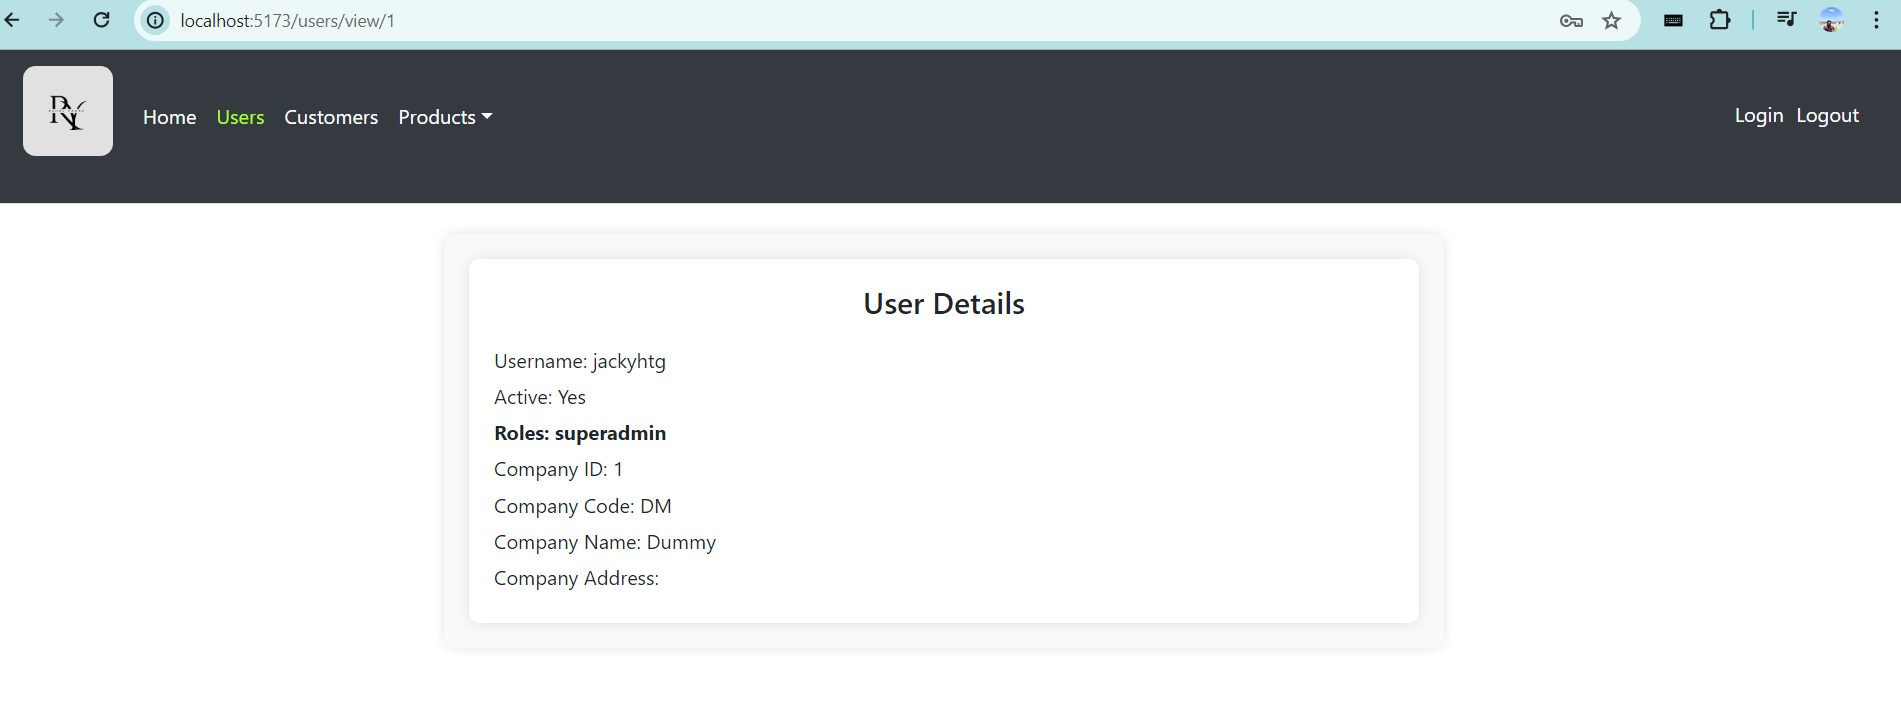 localhost:5173/users/view/1
RY
Home Users Customers Products
Login Logout
User Details
Username: jackyhtg
Active: Yes
Roles: superadmin
Company ID: 1
Company Code: DM
Company Name: Dummy
Company Address: